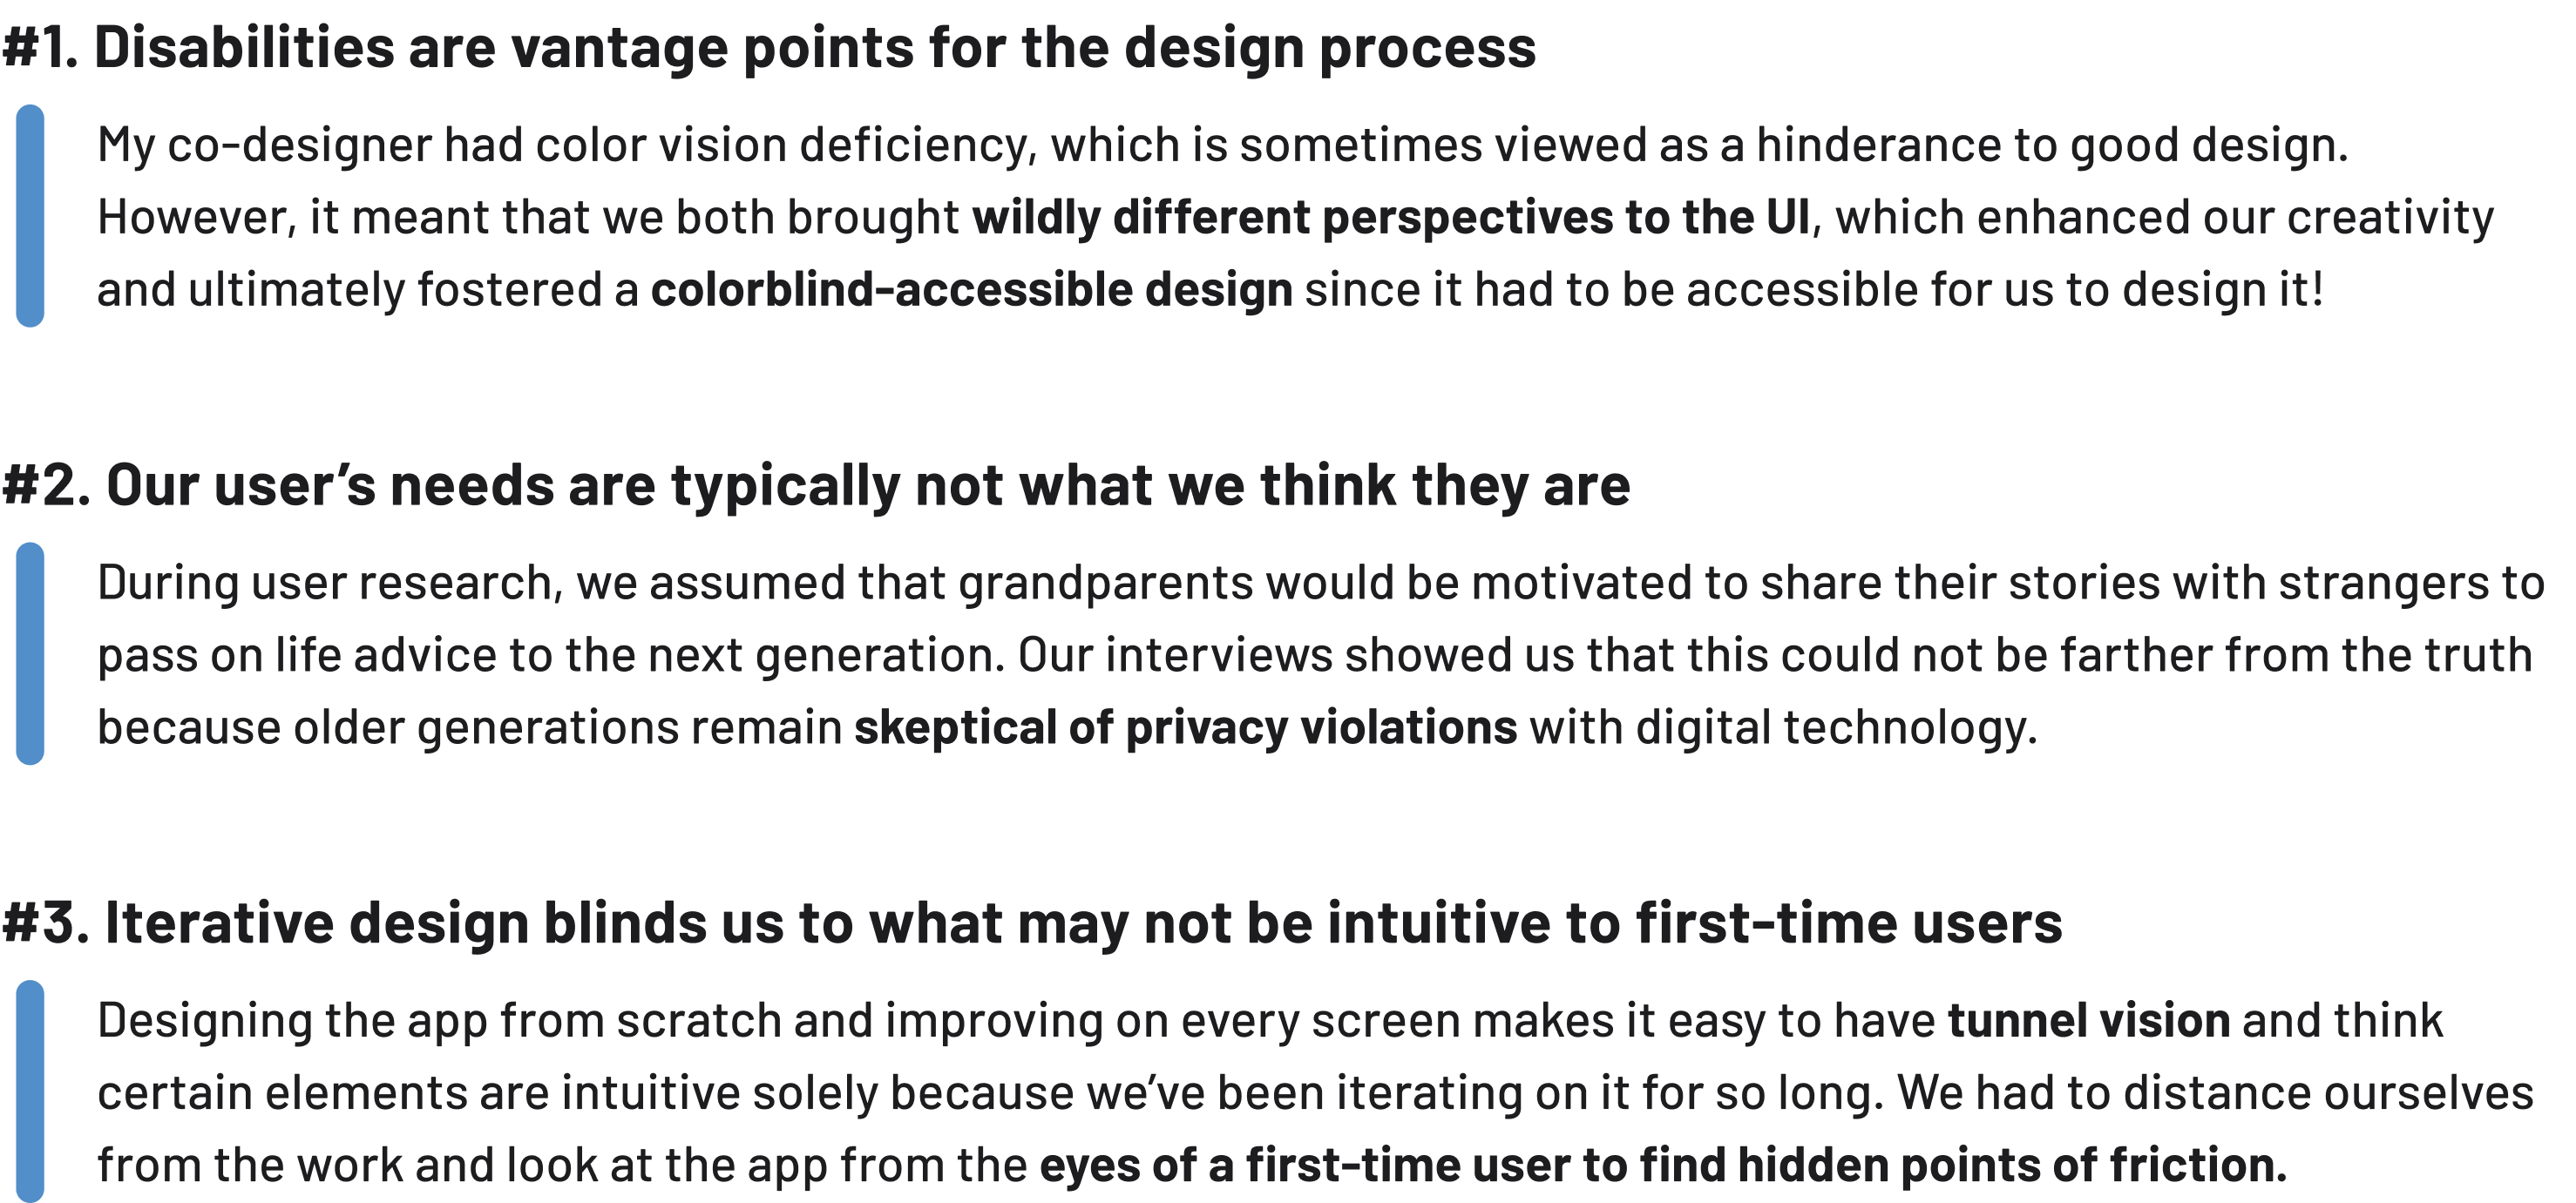 #1. Disabilities are vantage points for the design process
My co-designer had color vision deficiency, which is sometimes viewed as a hinderance to good design.
However, it meant that we both brought wildly different perspectives to the UI, which enhanced our creativity
and ultimately fostered a colorblind-accessible design since it had to be accessible for us to design it!
#2. Our user’s needs are typically not what we think they are
During user research, we assumed that grandparents would be motivated to share their stories with strangers to
pass on life advice to the next generation. Our interviews showed us that this could not be farther from the truth
because older generations remain skeptical of privacy violations with digital technology.
#3. Iterative design blinds us to what may not be intuitive to first-time users
Designing the app from scratch and improving on every screen makes it easy to have tunnel vision and think
certain elements are intuitive solely because we’ve been iterating on it for so long. We had to distance ourselves
from the work and look at the app from the eyes of a first-time user to find hidden points of friction.